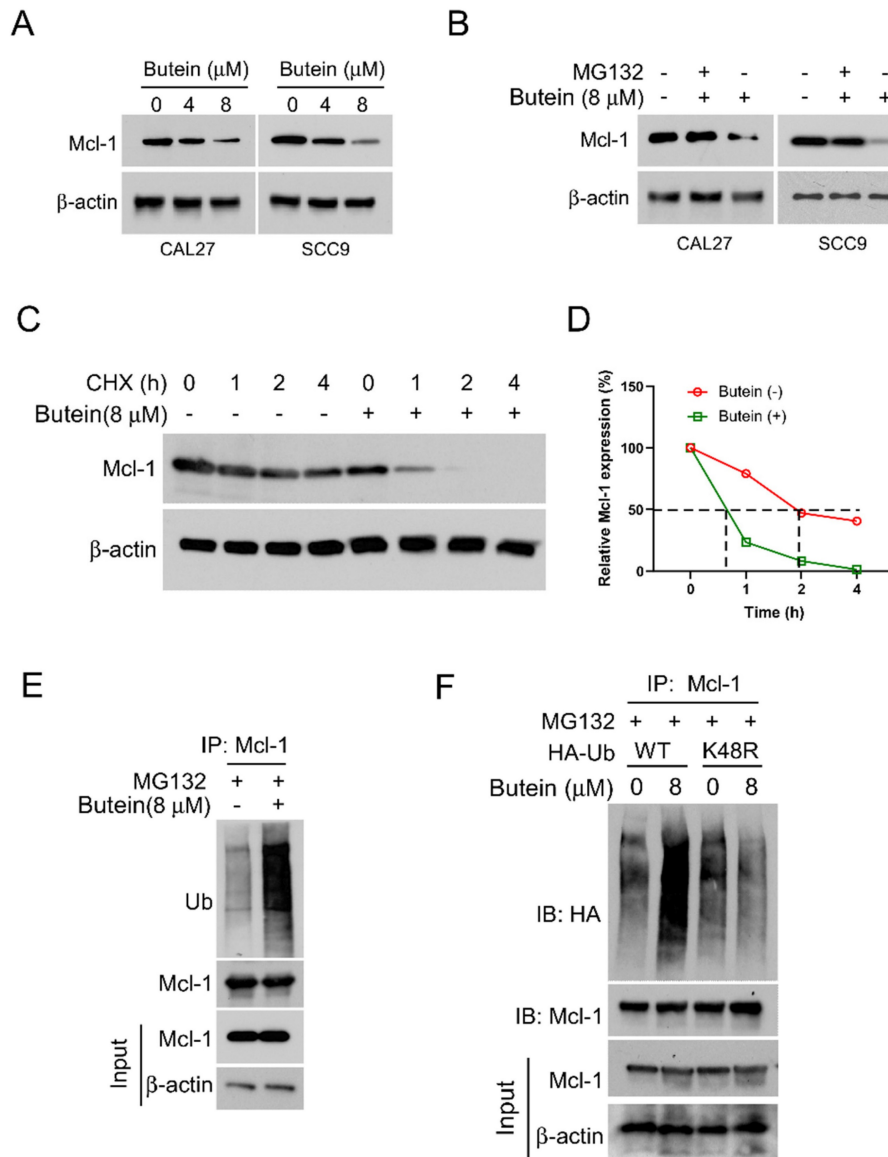 A
Butein (μM) Butein (μM)
0 4 8 0 4 8
Mcl-1
β-actin
CAL27 SCC9
B
MG132 - + - - + -
Butein (8 μM) - + + - + +
Mcl-1
β-actin
CAL27 SCC9
C
CHX (h) 0 1 2 4 0 1 2 4
Butein(8 μM) - - - - + + + +
Mcl-1
β-actin
D
Relative Mcl-1 expression (%)
150
100
50
0
Butein (-)
Butein (+)
0 1 2 4
Time (h)
E
IP: Mcl-1
MG132 + +
Butein(8 μM) - +
Ub
Mcl-1
Input
Mcl-1
β-actin
F
IP: Mcl-1
MG132 + + + +
HA-Ub WT K48R
Butein (μM) 0 8 0 8
IB: HA
IB: Mcl-1
Input
Mcl-1
β-actin